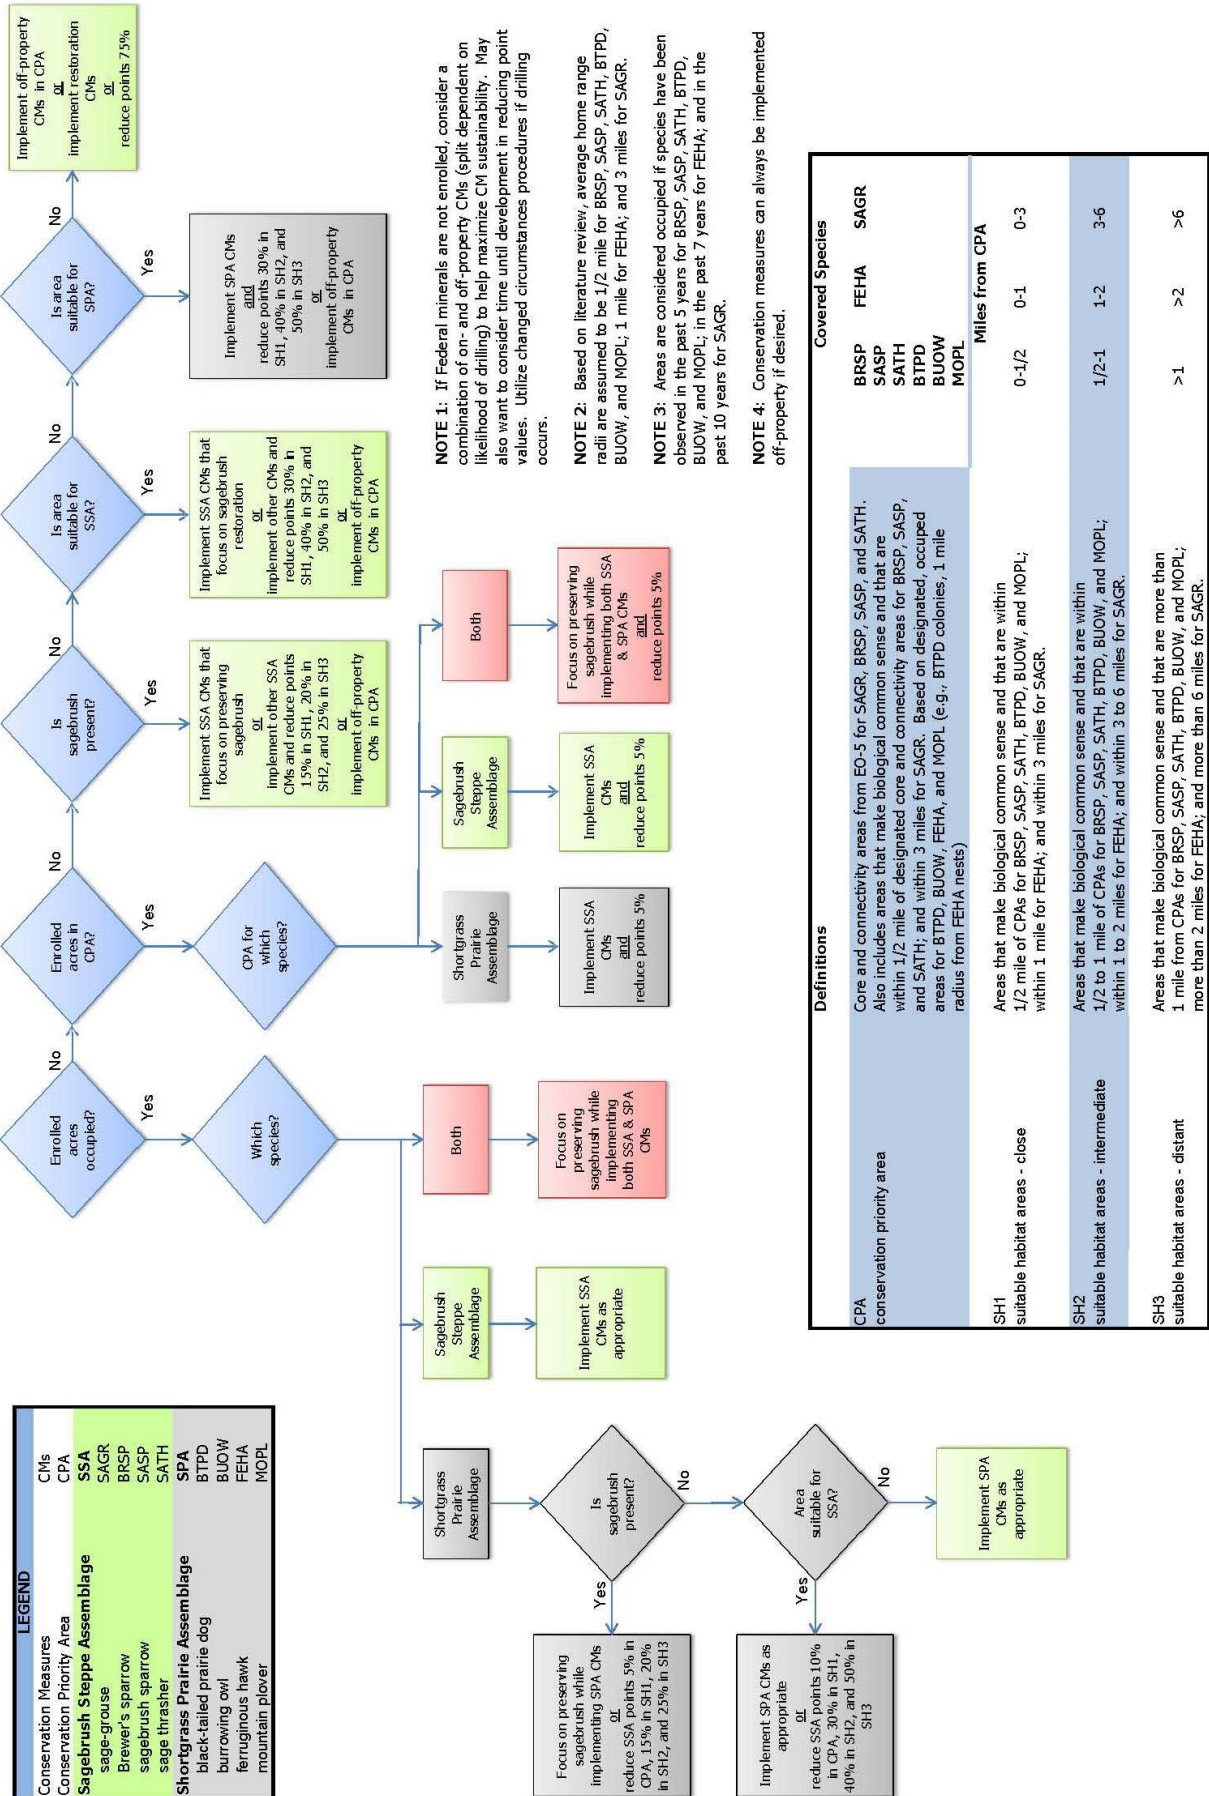 LEGEND
Conservation Measures CMs
Conservation Priority Area CPA
Sagebrush Steppe Assemblage SSA
sage-grouse SAGR
Brewer's sparrow BRSP
sagebrush sparrow SASP
sage thrasher SATH
Shortgrass Prairie Assemblage SPA
black-tailed prairie dog BTPD
burrowing owl BUOW
ferruginous hawk FEHA
mountain plover MOPL
Enrolled
acres
occupied?
No
Yes
Enrolled
acres in
CPA?
No
Yes
Is
sagebrush
present?
No
Yes
Is area
suitable for
SSA?
No
Yes
Is area
suitable for
SPA?
No
Yes
Implement off-property
CMs in CPA
or
implement restoration
CMs
or
reduce points 75%
Which
species?
CPA for
which
species?
Implement SSA CMs that
focus on preserving
sagebrush
or
implement other SSA
CMs and reduce points
15% in SH1, 20% in
SH2, and 25% in SH3
or
implement off-property
CMs in CPA
Implement SSA CMs that
focus on sagebrush
restoration
or
implement other CMs and
reduce points 30% in
SH1, 40% in SH2, and
50% in SH3
or
implement off-property
CMs in CPA
Implement SPA CMs
and
reduce points 30% in
SH1, 40% in SH2, and
50% in SH3
or
implement off-property
CMs in CPA
Shortgrass
Prairie
Assemblage
Sagebrush
Steppe
Assemblage
Both
Shortgrass
Prairie
Assemblage
Sagebrush
Steppe
Assemblage
Both
Is
sagebrush
present?
Yes
No
Focus on preserving
sagebrush while
implementing SPA CMs
or
reduce SSA points 5% in
CPA, 15% in SH1, 20%
in SH2, and 25% in SH3
Implement SSA
CMs as
appropriate
Focus on
preserving
sagebrush while
implementing
both SSA & SPA
CMs
Implement SSA
CMs
and
reduce points 5%
Implement SSA
CMs
and
reduce points 5%
Focus on preserving
sagebrush while
implementing both SSA
& SPA CMs
and
reduce points 5%
Area
suitable for
SSA?
Yes
No
Implement SPA CMs as
appropriate
or
reduce SSA points 10%
in CPA, 30% in SH1,
40% in SH2, and 50% in
SH3
Implement SPA
CMs as
appropriate
NOTE 1: If Federal minerals are not enrolled, consider a
combination of on- and off-property CMs (split dependent on
likelihood of drilling) to help maximize CM sustainability. May
also want to consider time until development in reducing point
values. Utilize changed circumstances procedures if drilling
occurs.
NOTE 2: Based on literature review, average home range
radii are assumed to be 1/2 mile for BRSP, SASP, SATH, BTPD,
BUOW, and MOPL; 1 mile for FEHA; and 3 miles for SAGR.
NOTE 3: Areas are considered occupied if species have been
observed in the past 5 years for BRSP, SASP, SATH, BTPD,
BUOW, and MOPL; in the past 7 years for FEHA; and in the
past 10 years for SAGR.
NOTE 4: Conservation measures can always be implemented
off-property if desired.
Definitions Covered Species
CPA
conservation priority area
Core and connectivity areas from EO-5 for SAGR, BRSP, SASP, and SATH.
Also includes areas that make biological common sense and that are
within 1/2 mile of designated core and connectivity areas for BRSP, SASP,
and SATH; and within 3 miles for SAGR. Based on designated, occuped
areas for BTPD, BUOW, FEHA, and MOPL (e.g., BTPD colonies, 1 mile
radius from FEHA nests)
BRSP FEHA SAGR
SASP
SATH
BTPD
BUOW
MOPL
Miles from CPA
SH1
suitable habitat areas - close
Areas that make biological common sense and that are within
1/2 mile of CPAs for BRSP, SASP, SATH, BTPD, BUOW, and MOPL;
within 1 mile for FEHA; and within 3 miles for SAGR.
0-1/2 0-1 0-3
SH2
suitable habitat areas - intermediate
Areas that make biological common sense and that are within
1/2 to 1 mile of CPAs for BRSP, SASP, SATH, BTPD, BUOW, and MOPL;
within 1 to 2 miles for FEHA; and within 3 to 6 miles for SAGR.
1/2-1 1-2 3-6
SH3
suitable habitat areas - distant
Areas that make biological common sense and that are more than
1 mile from CPAs for BRSP, SASP, SATH, BTPD, BUOW, and MOPL;
more than 2 miles for FEHA; and more than 6 miles for SAGR.
>1 >2 >6